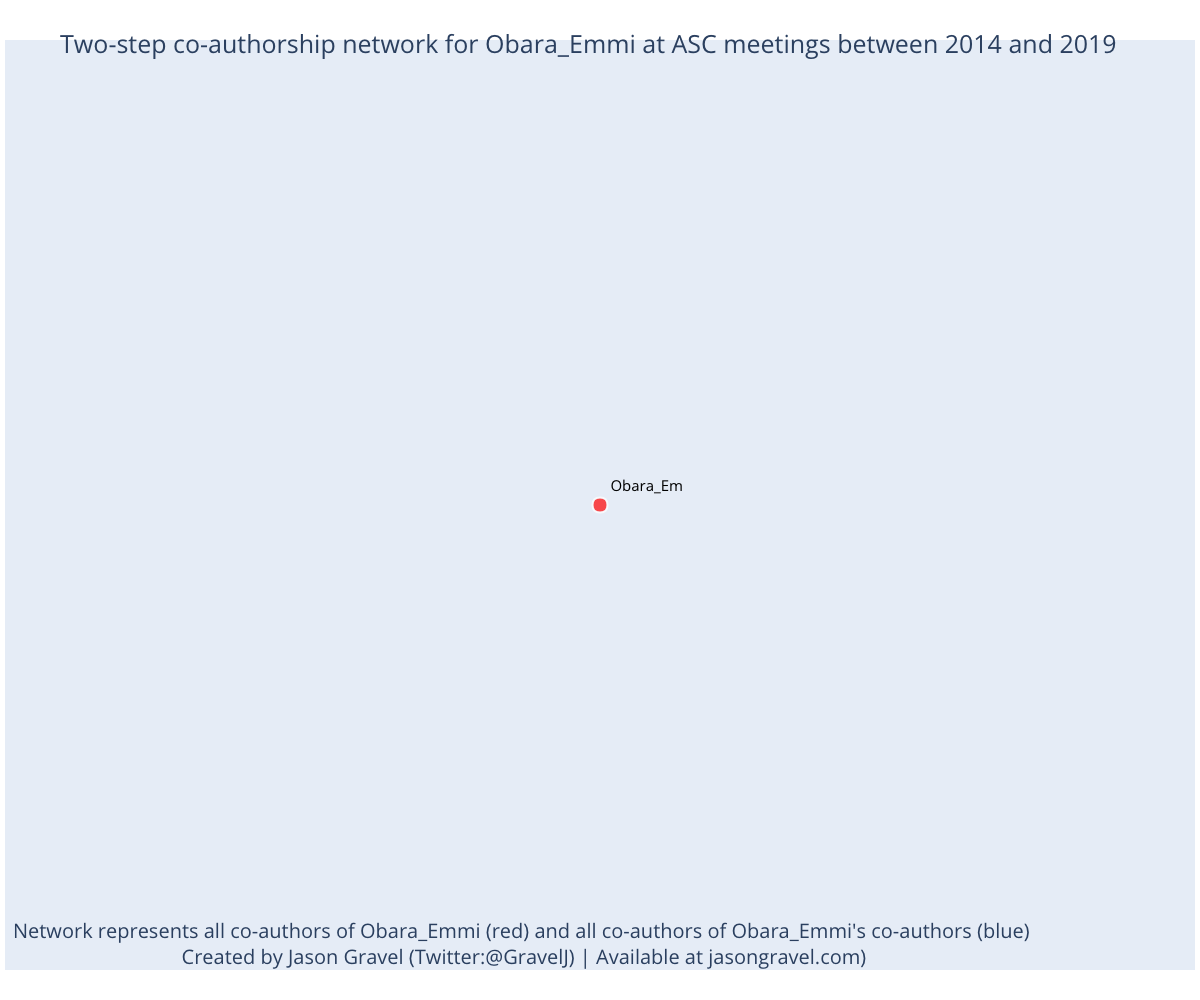 Two-step co-authorship network for Obara_Emmi at ASC meetings between 2014 and 2019
Obara_Em
Network represents all co-authors of Obara_Emmi (red) and all co-authors of Obara_Emmi's co-authors (blue)
Created by Jason Gravel (Twitter:@GravelJ) | Available at jasongravel.com)